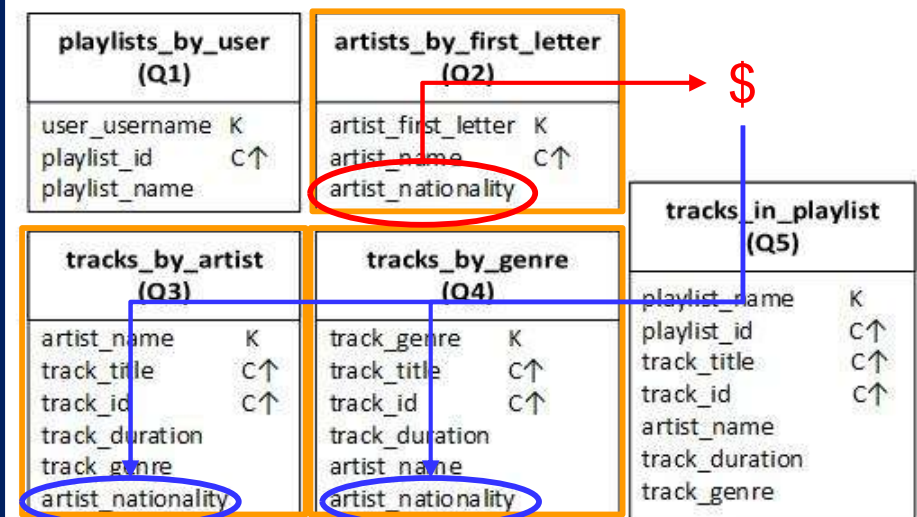 playlists_by_user
(Q1)
user_username K
playlist_id C↑
playlist_name
artists_by_first_letter
(Q2)
artist_first_letter K
artist_name C↑
artist_nationality
$
tracks_by_artist
(Q3)
artist_name K
track_title C↑
track_id C↑
track_duration
track_genre
artist_nationality
tracks_by_genre
(Q4)
track_genre K
track_title C↑
track_id C↑
track_duration
artist_name
artist_nationality
tracks_in_playlist
(Q5)
playlist_name K
playlist_id C↑
track_title C↑
track_id C↑
artist_name
track_duration
track_genre